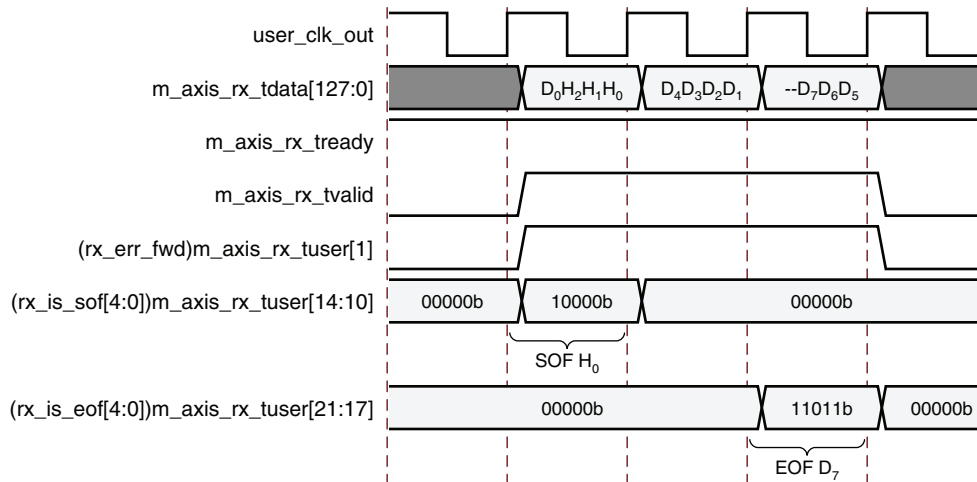 user_clk_out
m_axis_rx_tdata[127:0] D₀H₂H₁H₀ D₄D₃D₂D₁ --D₇D₆D₅
m_axis_rx_tready
m_axis_rx_tvalid
(rx_err_fwd)m_axis_rx_tuser[1]
(rx_is_sof[4:0])m_axis_rx_tuser[14:10] 00000b 10000b 00000b
SOF H₀
(rx_is_eof[4:0])m_axis_rx_tuser[21:17] 00000b 11011b 00000b
EOF D₇